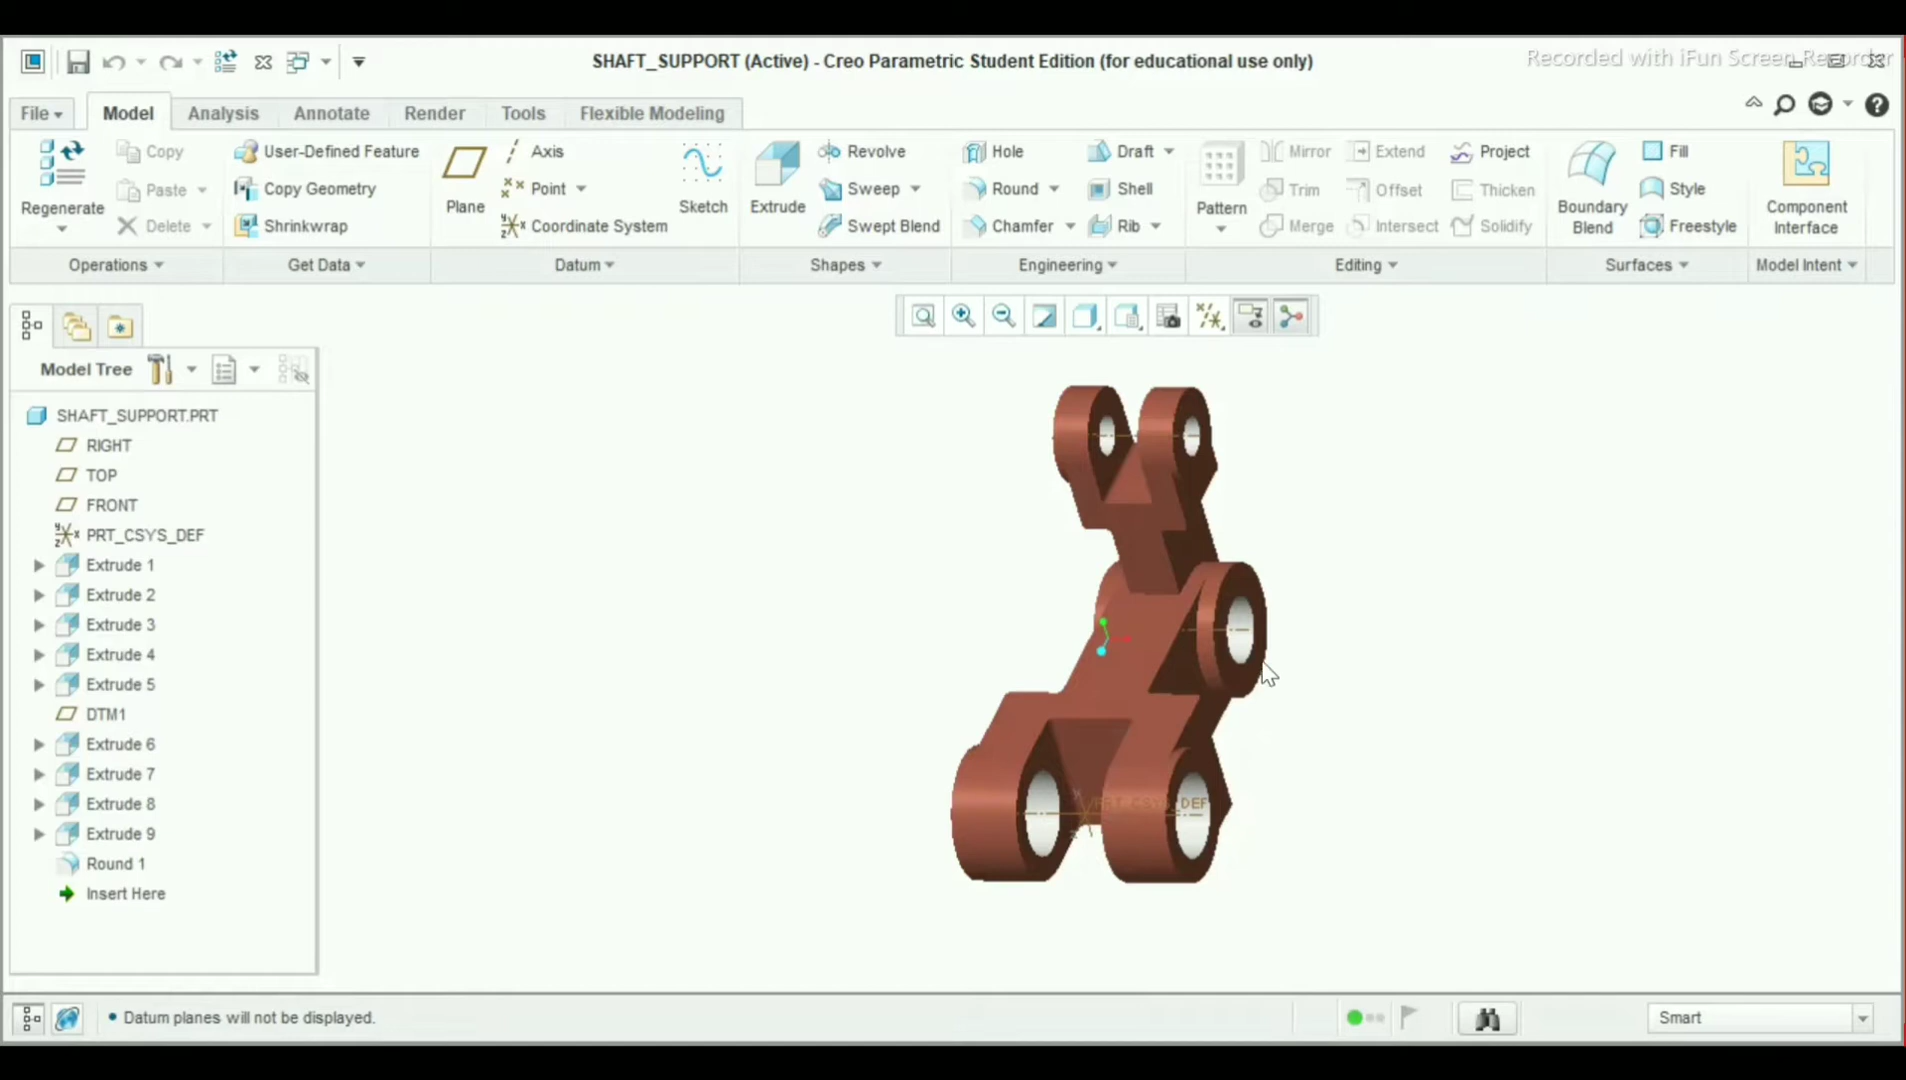 SHAFT_SUPPORT (Active) - Creo Parametric Student Edition (for educational use only)
Recorded with iFun Screen Recorder
File Model Analysis Annotate Render Tools Flexible Modeling
Regenerate
Copy
Paste
Delete
Operations
User-Defined Feature
Copy Geometry
Shrinkwrap
Get Data
Plane
Axis
Point
Coordinate System
Sketch
Datum
Extrude
Revolve
Sweep
Swept Blend
Shapes
Hole
Round
Chamfer
Draft
Shell
Rib
Engineering
Pattern
Mirror
Trim
Merge
Extend
Offset
Intersect
Project
Thicken
Solidify
Editing
Boundary
Blend
Fill
Style
Freestyle
Surfaces
Component
Interface
Model Intent
Model Tree
SHAFT_SUPPORT.PRT
RIGHT
TOP
FRONT
PRT_CSYS_DEF
Extrude 1
Extrude 2
Extrude 3
Extrude 4
Extrude 5
DTM1
Extrude 6
Extrude 7
Extrude 8
Extrude 9
Round 1
Insert Here
PRT_CSYS_DEF
• Datum planes will not be displayed.
Smart